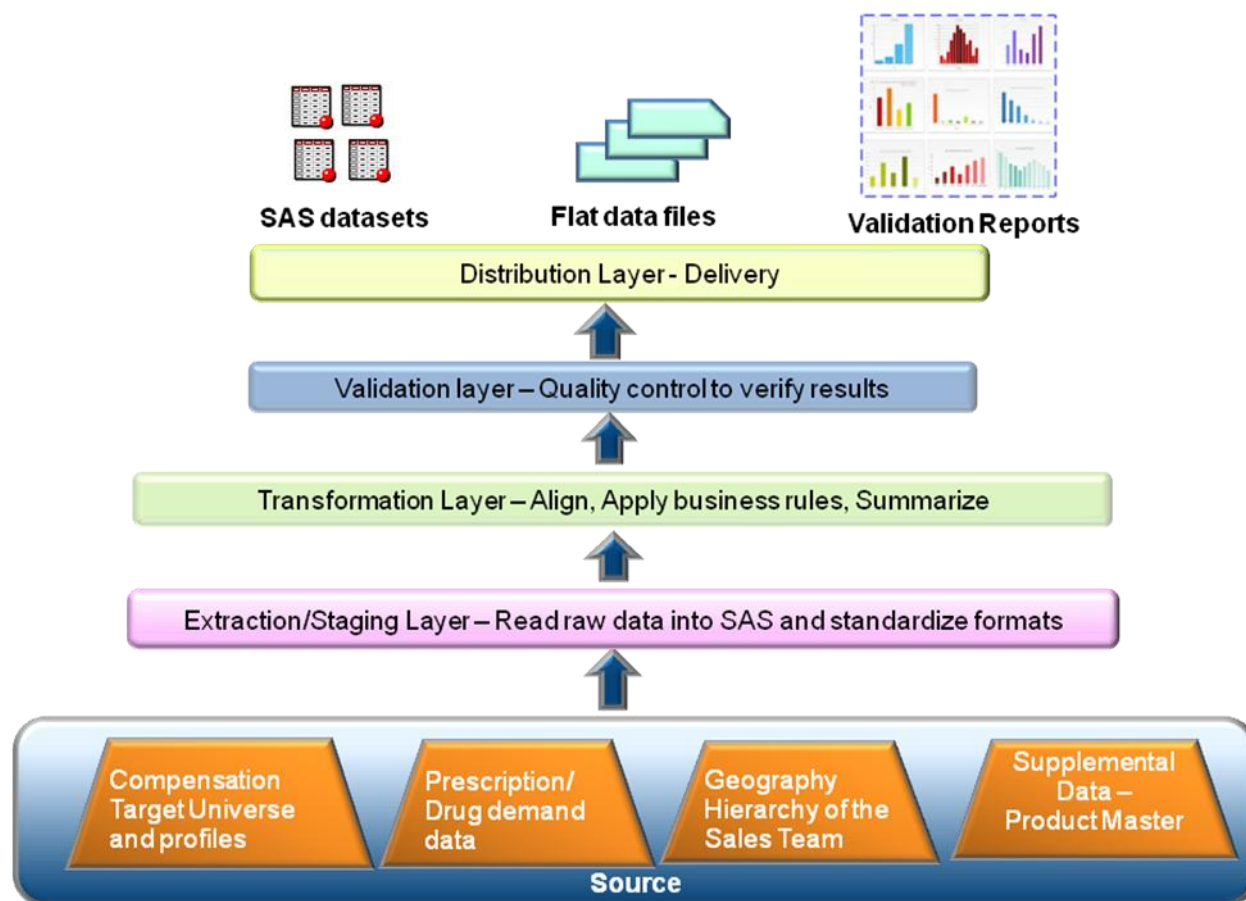 SAS datasets
Flat data files
Validation Reports
Distribution Layer - Delivery
Validation layer – Quality control to verify results
Transformation Layer – Align, Apply business rules, Summarize
Extraction/Staging Layer – Read raw data into SAS and standardize formats
Compensation
Target Universe
and profiles
Prescription/
Drug demand
data
Geography
Hierarchy of the
Sales Team
Supplemental
Data –
Product Master
Source